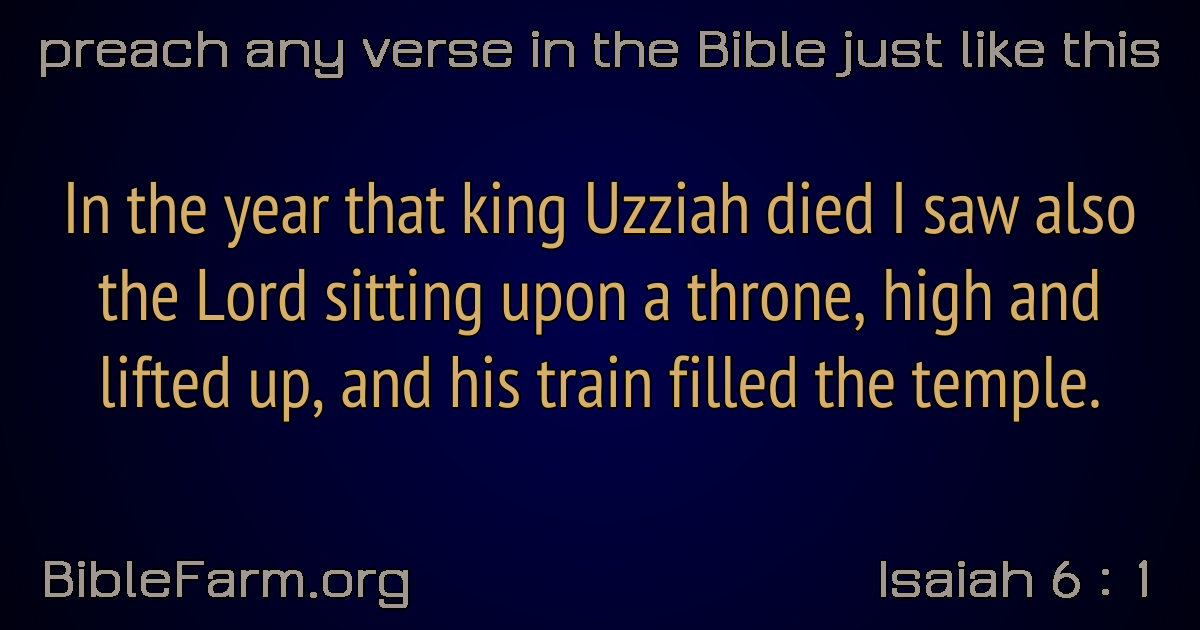 preach any verse in the Bible just like this
In the year that king Uzziah died I saw also
the Lord sitting upon a throne, high and
lifted up, and his train filled the temple.
BibleFarm.org
Isaiah 6 : 1